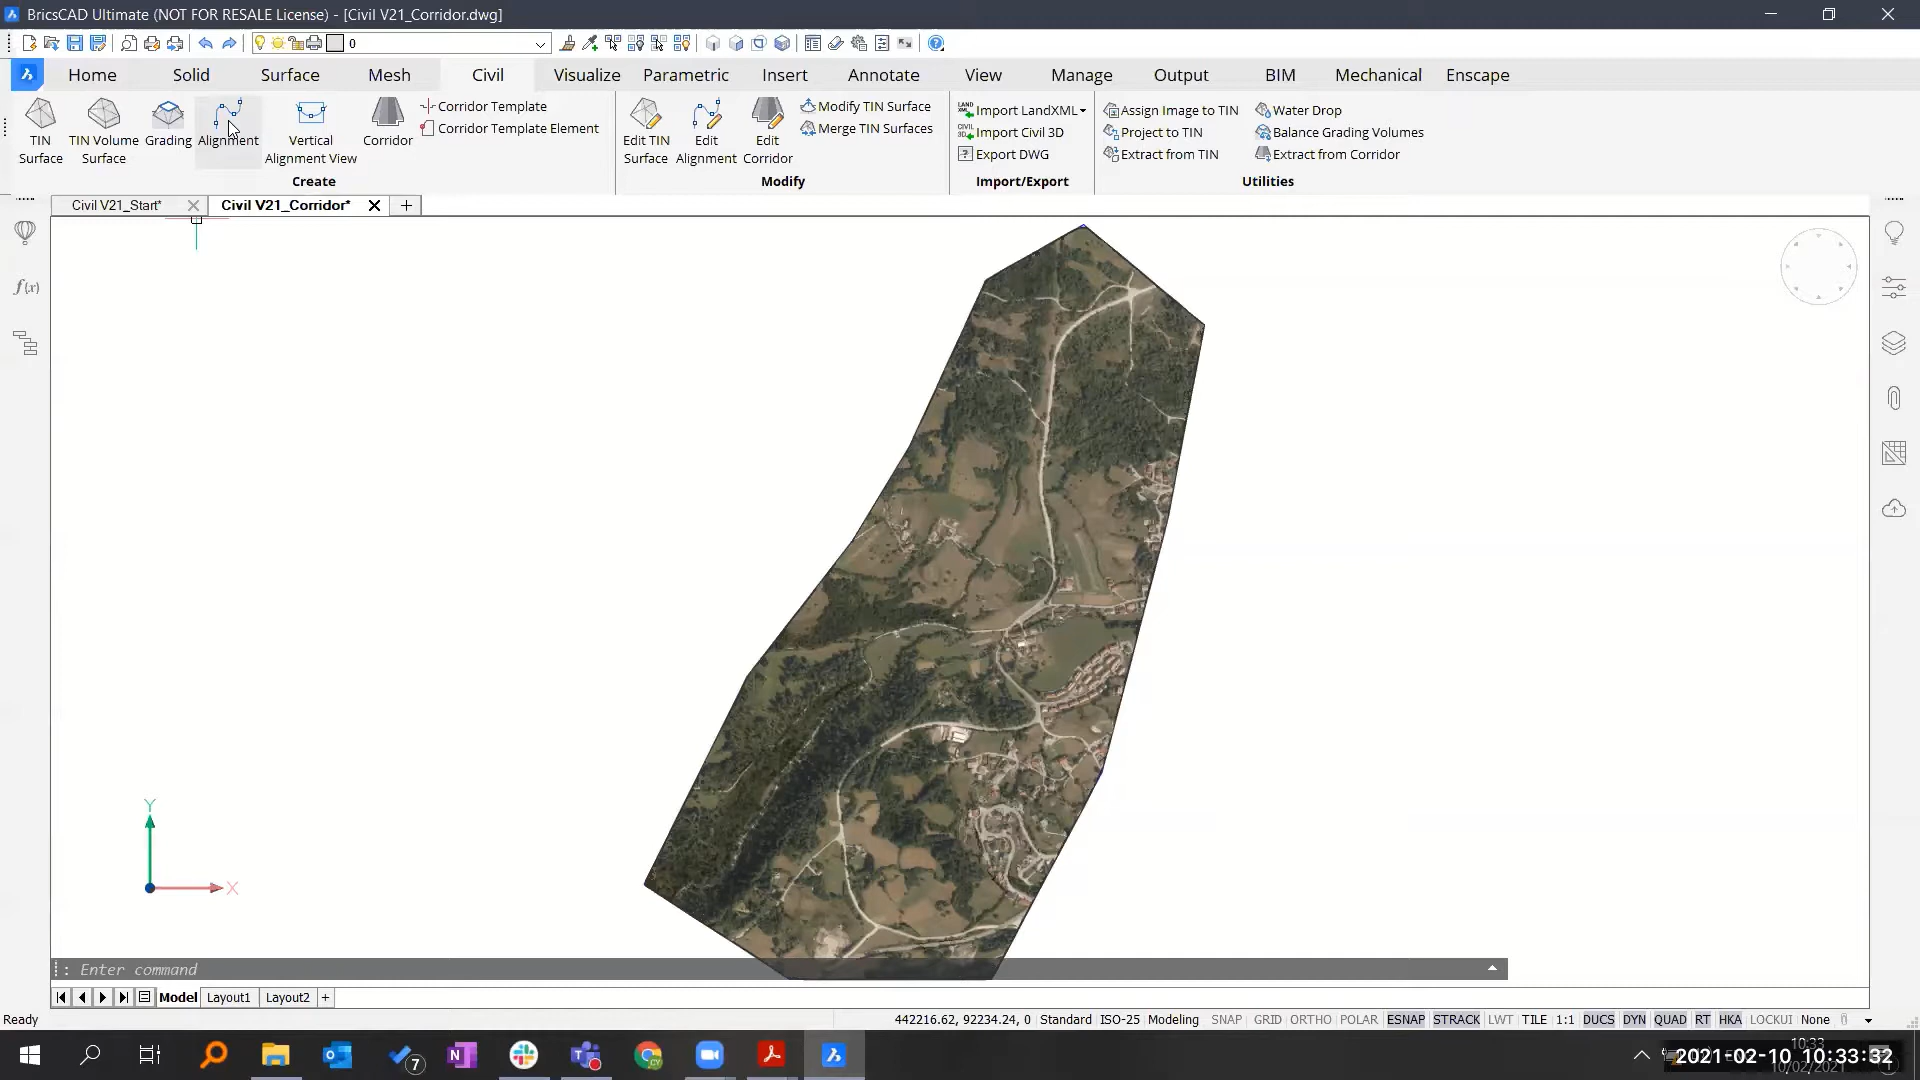 BricsCAD Ultimate (NOT FOR RESALE License) - [Civil V21_Corridor.dwg]
0
Home Solid Surface Mesh Civil Visualize Parametric Insert Annotate View Manage Output BIM Mechanical Enscape
TIN Surface
TIN Volume Surface
Grading
Alignment
Vertical Alignment View
Corridor
Corridor Template
Corridor Template Element
Create
Edit TIN Surface
Edit Alignment
Edit Corridor
Modify TIN Surface
Merge TIN Surfaces
Modify
Import LandXML
Import Civil 3D
Export DWG
Import/Export
Assign Image to TIN
Project to TIN
Extract from TIN
Water Drop
Balance Grading Volumes
Extract from Corridor
Utilities
Civil V21_Start*
Civil V21_Corridor*
f(x)
Y
X
: Enter command
Model Layout1 Layout2
Ready
442216.62, 92234.24, 0 Standard ISO-25 Modeling SNAP GRID ORTHO POLAR ESNAP STRACK LWT TILE 1:1 DUCS DYN QUAD RT HKA LOCKUI None
7
10:33
10/02/2021
2021-02-10 10:33:32